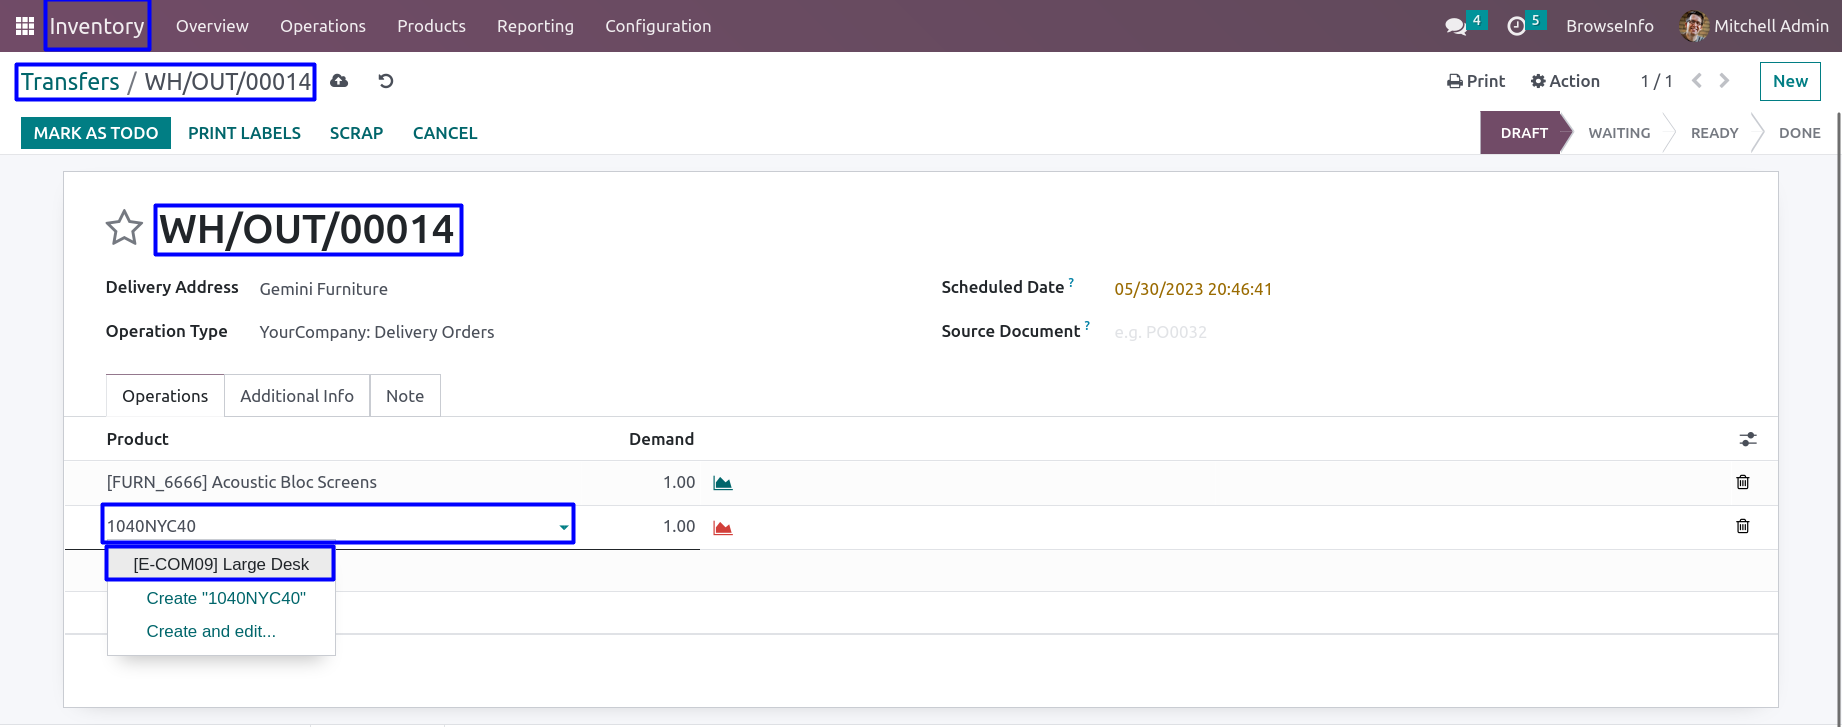 Inventory Overview Operations Products Reporting Configuration 4 5 BrowseInfo Mitchell Admin
Transfers / WH/OUT/00014 Print Action 1 / 1 New
MARK AS TODO PRINT LABELS SCRAP CANCEL DRAFT WAITING READY DONE
WH/OUT/00014
Delivery Address Gemini Furniture Scheduled Date ? 05/30/2023 20:46:41
Operation Type YourCompany: Delivery Orders Source Document ? e.g. PO0032
Operations Additional Info Note
Product Demand
[FURN_6666] Acoustic Bloc Screens 1.00
1040NYC40 1.00
[E-COM09] Large Desk
Create "1040NYC40"
Create and edit...